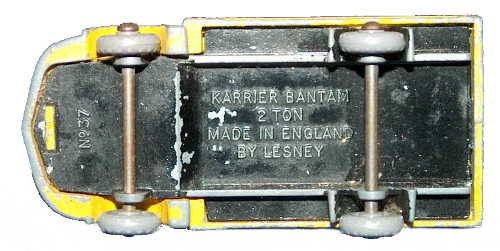 Nº37
KARRIER BANTAM
2 TON
MADE IN ENGLAND
BY LESNEY